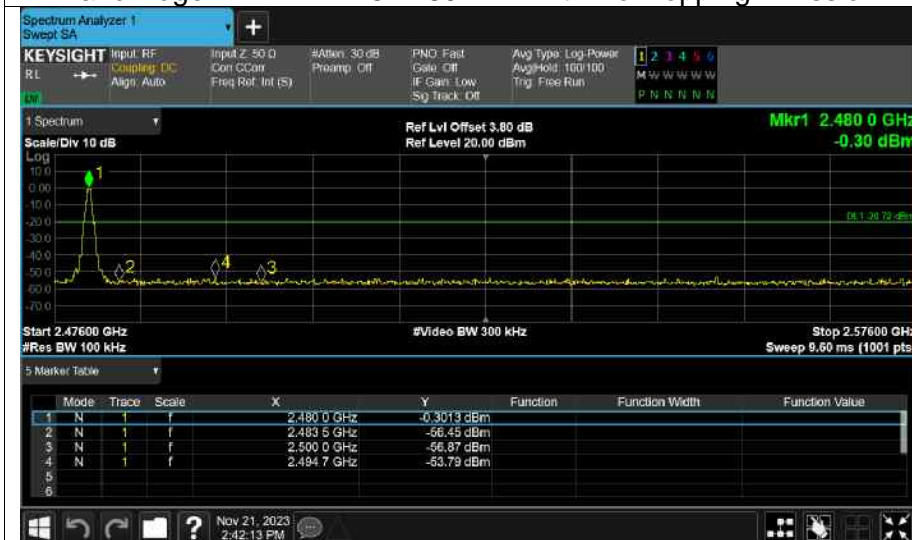 Spectrum Analyzer 1
Swept SA
+
KEYSIGHT Input: RF Input Z: 50 Ω #Atten: 30 dB PNO: Fast Avg Type: Log-Power 1 2 3 4 5 6
RL Coupling: DC Corr CCorr Preamp: Off Gate: Off Avg|Hold: 100/100 M W W W W W
Align: Auto Freq Ref: Int (S) IF Gain: Low Trig: Free Run
Sig Track: Off P N N N N N
1 Spectrum Ref Lvl Offset 3.80 dB Mkr1 2.480 0 GHz
Scale/Div 10 dB Ref Level 20.00 dBm -0.30 dBm
Log
10.0
0.00
-10.0
-20.0
-30.0
-40.0
-50.0
-60.0
-70.0
1
2
4
3
DL1 -20.72 dBm
Start 2.47600 GHz #Video BW 300 kHz Stop 2.57600 GHz
#Res BW 100 kHz Sweep 9.60 ms (1001 pts
5 Marker Table
Mode Trace Scale X Y Function Function Width Function Value
1 N 1 f 2.480 0 GHz -0.3013 dBm
2 N 1 f 2.483 5 GHz -56.45 dBm
3 N 1 f 2.500 0 GHz -56.87 dBm
4 N 1 f 2.494 7 GHz -53.79 dBm
5
6
? Nov 21, 2023
2:42:13 PM